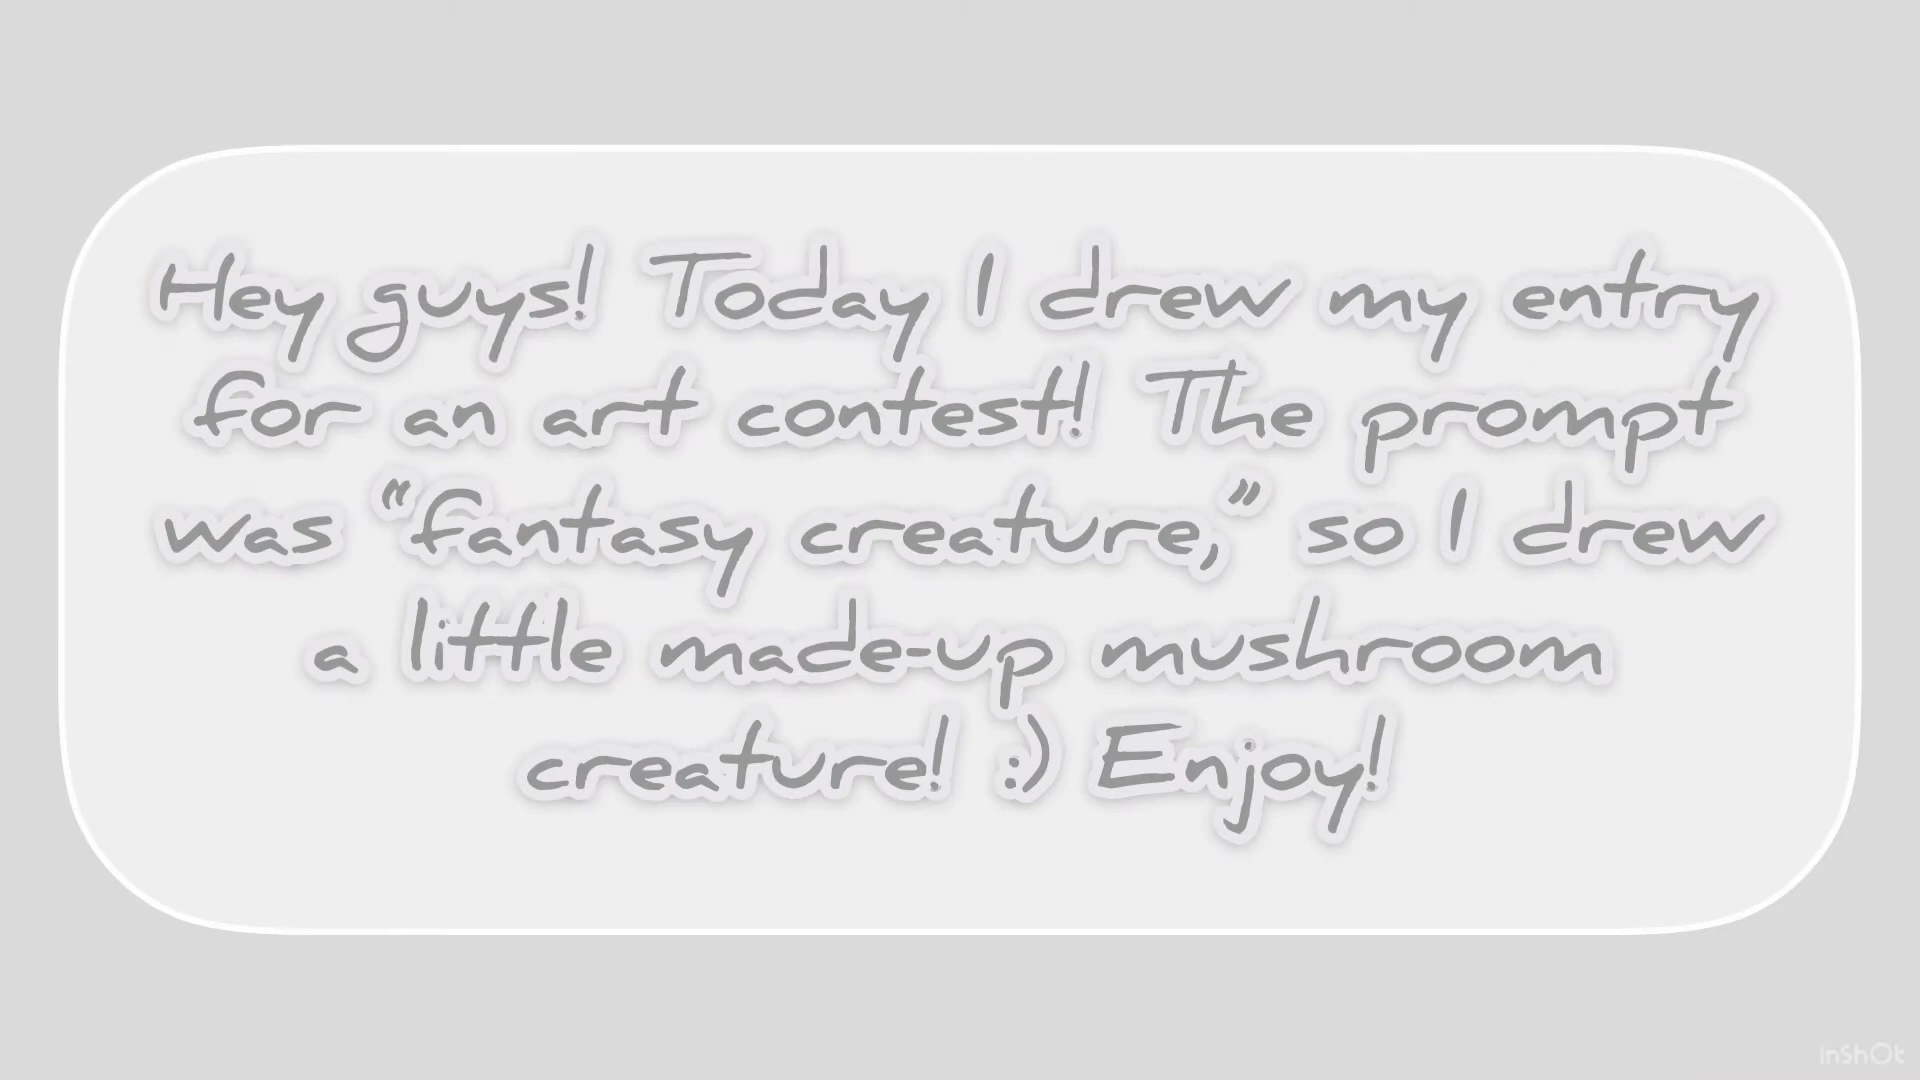 Hey guys! Today I drew my entry
for an art contest! The prompt
was “fantasy creature,” so I drew
a little made-up mushroom
creature! :) Enjoy!
InShOt